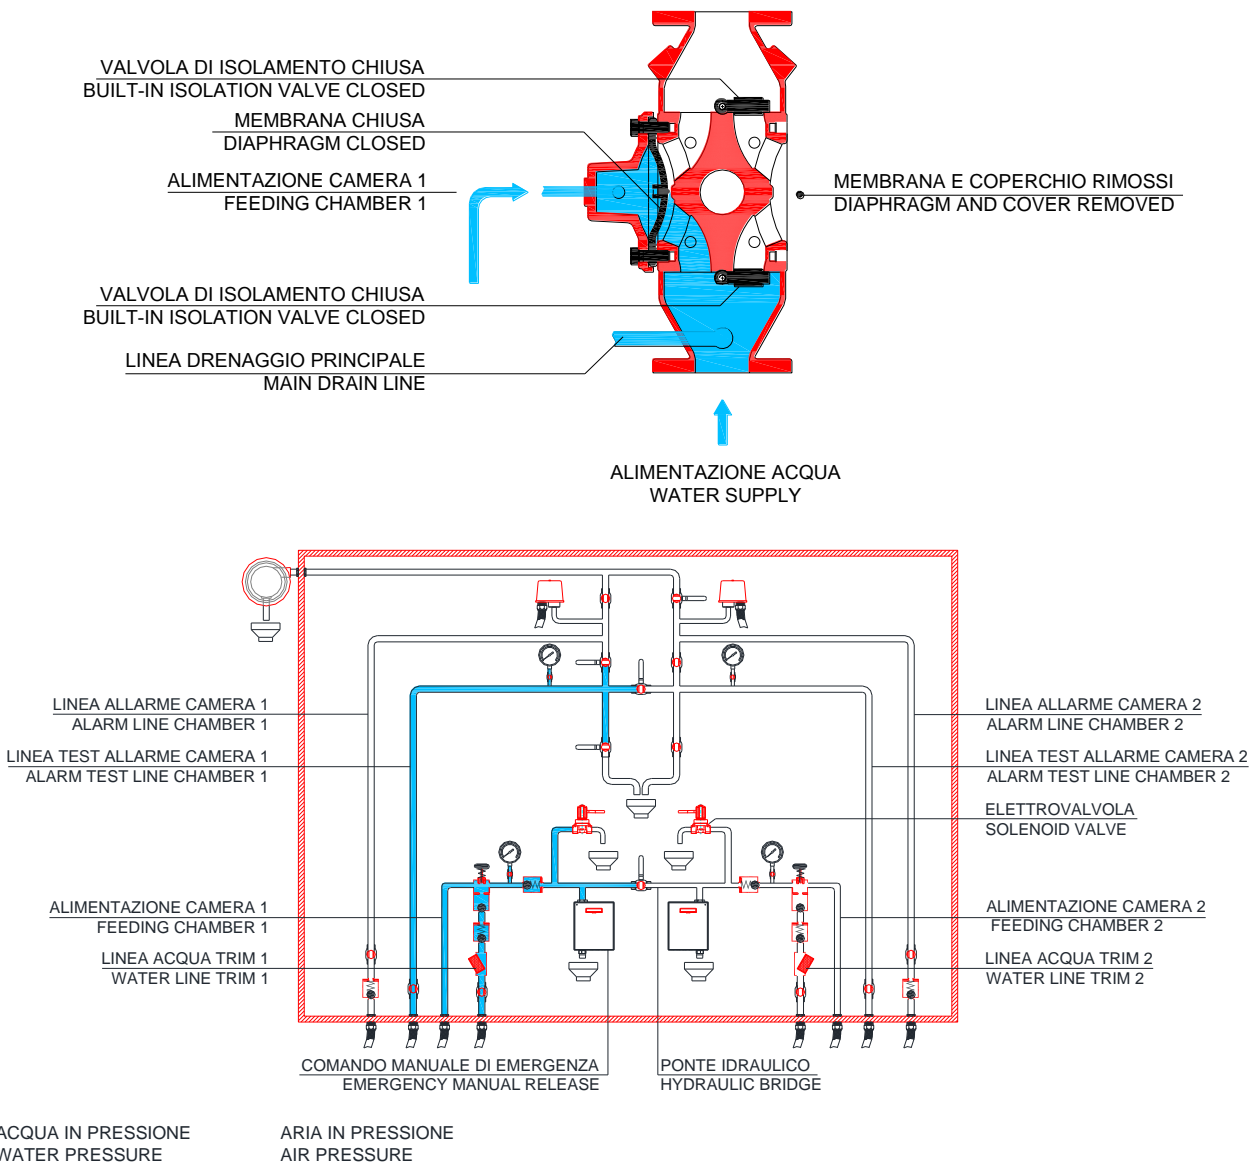 VALVOLA DI ISOLAMENTO CHIUSA
BUILT-IN ISOLATION VALVE CLOSED
MEMBRANA CHIUSA
DIAPHRAGM CLOSED
ALIMENTAZIONE CAMERA 1
FEEDING CHAMBER 1
MEMBRANA E COPERCHIO RIMOSSI
DIAPHRAGM AND COVER REMOVED
VALVOLA DI ISOLAMENTO CHIUSA
BUILT-IN ISOLATION VALVE CLOSED
LINEA DRENAGGIO PRINCIPALE
MAIN DRAIN LINE
ALIMENTAZIONE ACQUA
WATER SUPPLY
LINEA ALLARME CAMERA 1
ALARM LINE CHAMBER 1
LINEA ALLARME CAMERA 2
ALARM LINE CHAMBER 2
LINEA TEST ALLARME CAMERA 1
ALARM TEST LINE CHAMBER 1
LINEA TEST ALLARME CAMERA 2
ALARM TEST LINE CHAMBER 2
ELETTROVALVOLA
SOLENOID VALVE
ALIMENTAZIONE CAMERA 1
FEEDING CHAMBER 1
ALIMENTAZIONE CAMERA 2
FEEDING CHAMBER 2
LINEA ACQUA TRIM 1
WATER LINE TRIM 1
LINEA ACQUA TRIM 2
WATER LINE TRIM 2
COMANDO MANUALE DI EMERGENZA
EMERGENCY MANUAL RELEASE
PONTE IDRAULICO
HYDRAULIC BRIDGE
ACQUA IN PRESSIONE
WATER PRESSURE
ARIA IN PRESSIONE
AIR PRESSURE